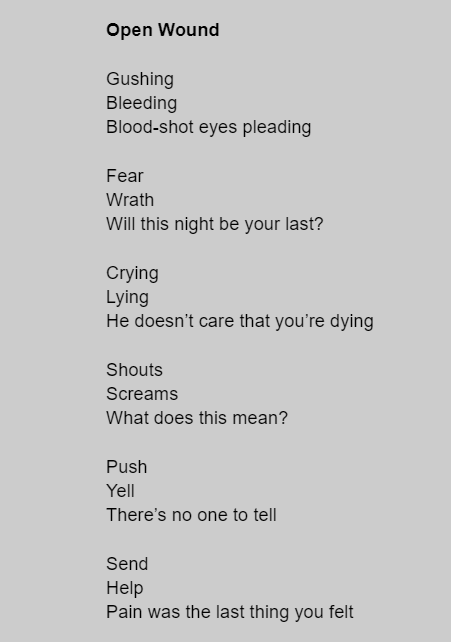 Open Wound
Gushing
Bleeding
Blood-shot eyes pleading
Fear
Wrath
Will this night be your last?
Crying
Lying
He doesn’t care that you’re dying
Shouts
Screams
What does this mean?
Push
Yell
There’s no one to tell
Send
Help
Pain was the last thing you felt